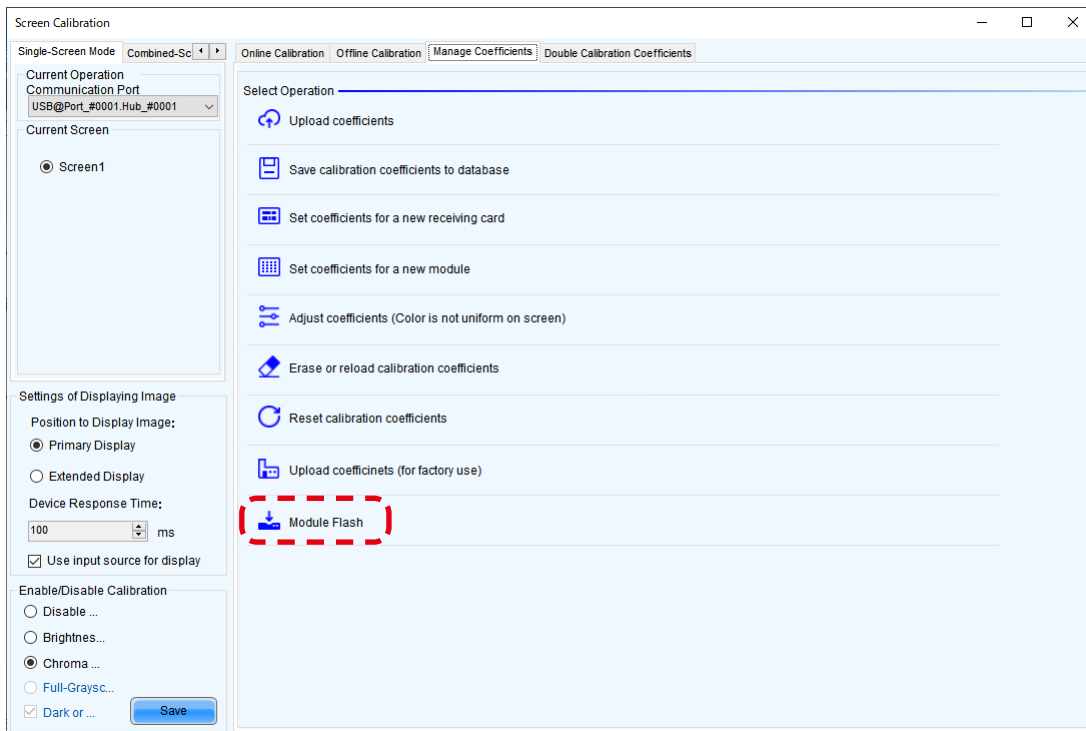 Screen Calibration
Single-Screen Mode
Combined-Sc
Current Operation
Communication Port
USB@Port_#0001.Hub_#0001
Current Screen
Screen1
Settings of Displaying Image
Position to Display Image:
Primary Display
Extended Display
Device Response Time:
100 ms
Use input source for display
Enable/Disable Calibration
Disable ...
Brightnes...
Chroma ...
Full-Graysc...
Dark or ...
Save
Online Calibration
Offline Calibration
Manage Coefficients
Double Calibration Coefficients
Select Operation
Upload coefficients
Save calibration coefficients to database
Set coefficients for a new receiving card
Set coefficients for a new module
Adjust coefficients (Color is not uniform on screen)
Erase or reload calibration coefficients
Reset calibration coefficients
Upload coefficinets (for factory use)
Module Flash